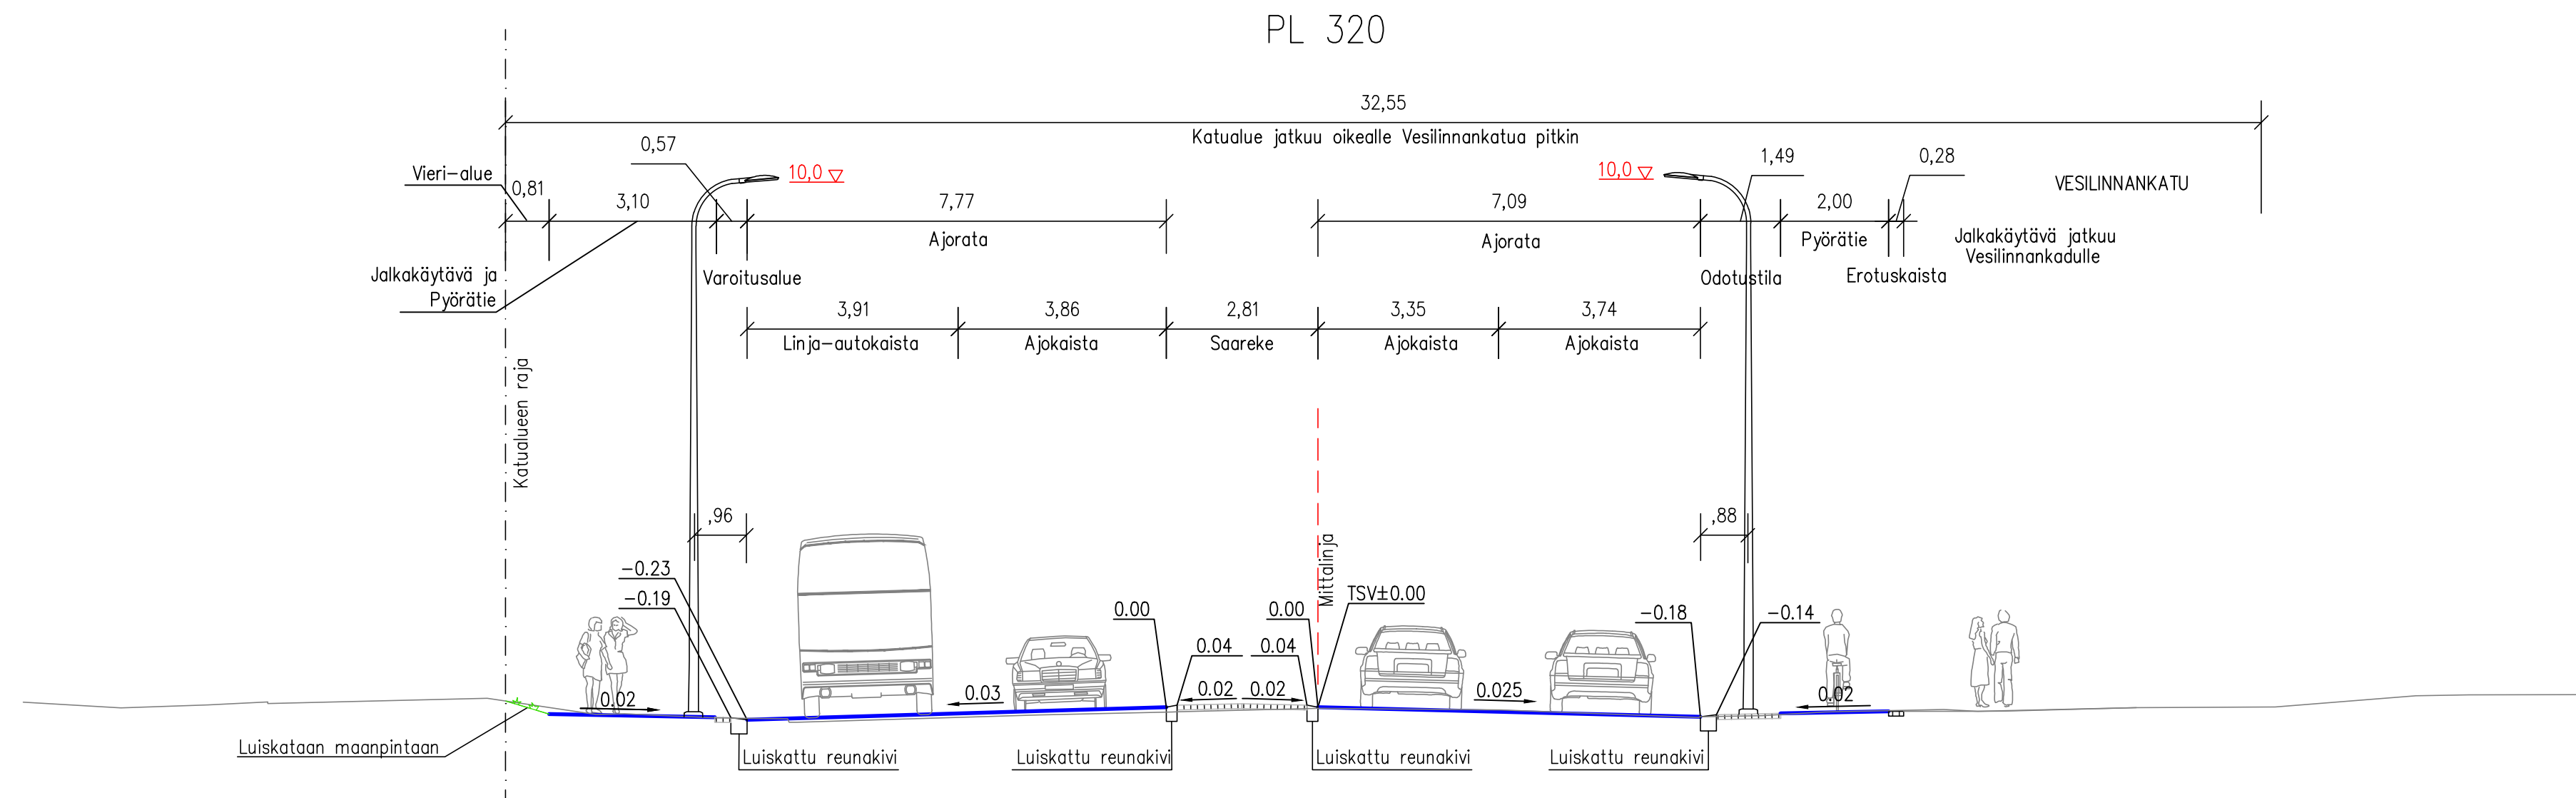 PL 320
32,55
Katualue jatkuu oikealle Vesilinnankatua pitkin
0,57
1,49
0,28
Vieri-alue
0,81
10,0
10,0
VESILINNANKATU
3,10
7,77
7,09
2,00
Ajorata
Ajorata
Pyörätie
Jalkakäytävä jatkuu
Vesilinnankadulle
Jalkakäytävä ja
Pyörätie
Varoitusalue
Odotustila
Erotuskaista
3,91
3,86
2,81
3,35
3,74
Linja-autokaista
Ajokaista
Saareke
Ajokaista
Ajokaista
Katualueen raja
,96
,88
Mittalinja
-0.23
-0.19
0.00
0.00
TSV±0.00
-0.18
-0.14
0.04
0.04
0.02
0.03
0.02
0.02
0.025
0.02
Luiskataan maanpintaan
Luiskattu reunakivi
Luiskattu reunakivi
Luiskattu reunakivi
Luiskattu reunakivi